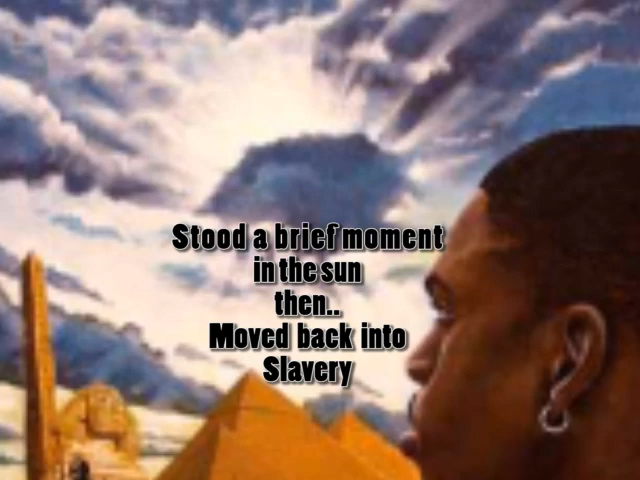 Stood a brief moment
in the sun
then..
Moved back into
Slavery